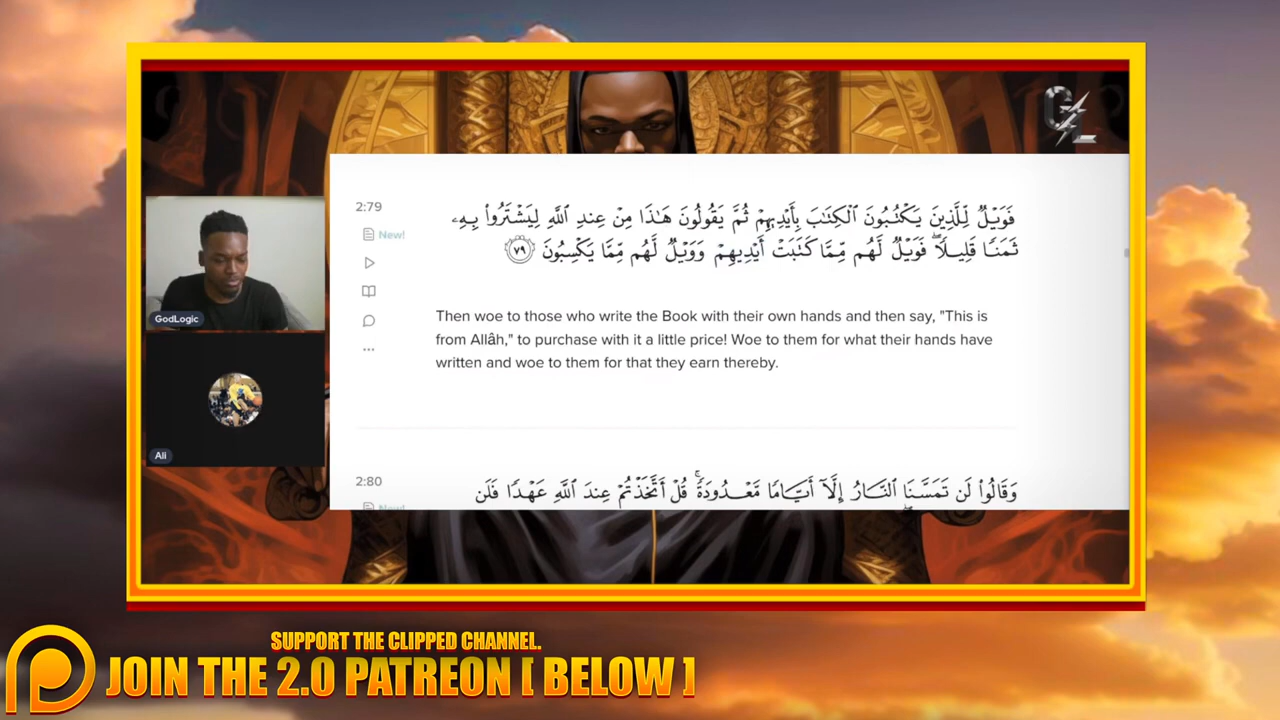 GL
2:79
New!
فَوَيْلٌ لِّلَّذِينَ يَكْتُبُونَ ٱلْكِتَـٰبَ بِأَيْدِيهِمْ ثُمَّ يَقُولُونَ هَـٰذَا مِنْ عِندِ ٱللَّهِ لِيَشْتَرُوا۟ بِهِۦ
ثَمَنًا قَلِيلًا ۖ فَوَيْلٌ لَّهُم مِّمَّا كَتَبَتْ أَيْدِيهِمْ وَوَيْلٌ لَّهُم مِّمَّا يَكْسِبُونَ ٧٩
Then woe to those who write the Book with their own hands and then say, "This is
from Allâh," to purchase with it a little price! Woe to them for what their hands have
written and woe to them for that they earn thereby.
GodLogic
Ali
2:80
New!
وَقَالُوا۟ لَن تَمَسَّنَا ٱلنَّارُ إِلَّآ أَيَّامًا مَّعْدُودَةً ۚ قُلْ أَتَّخَذْتُمْ عِندَ ٱللَّهِ عَهْدًا فَلَن
SUPPORT THE CLIPPED CHANNEL.
JOIN THE 2.0 PATREON [ BELOW ]